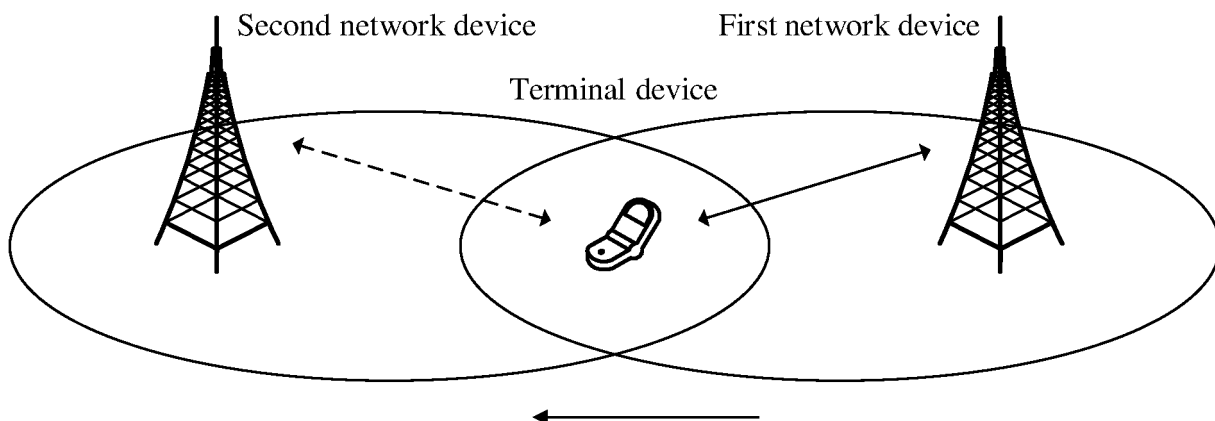 Second network device
First network device
Terminal device